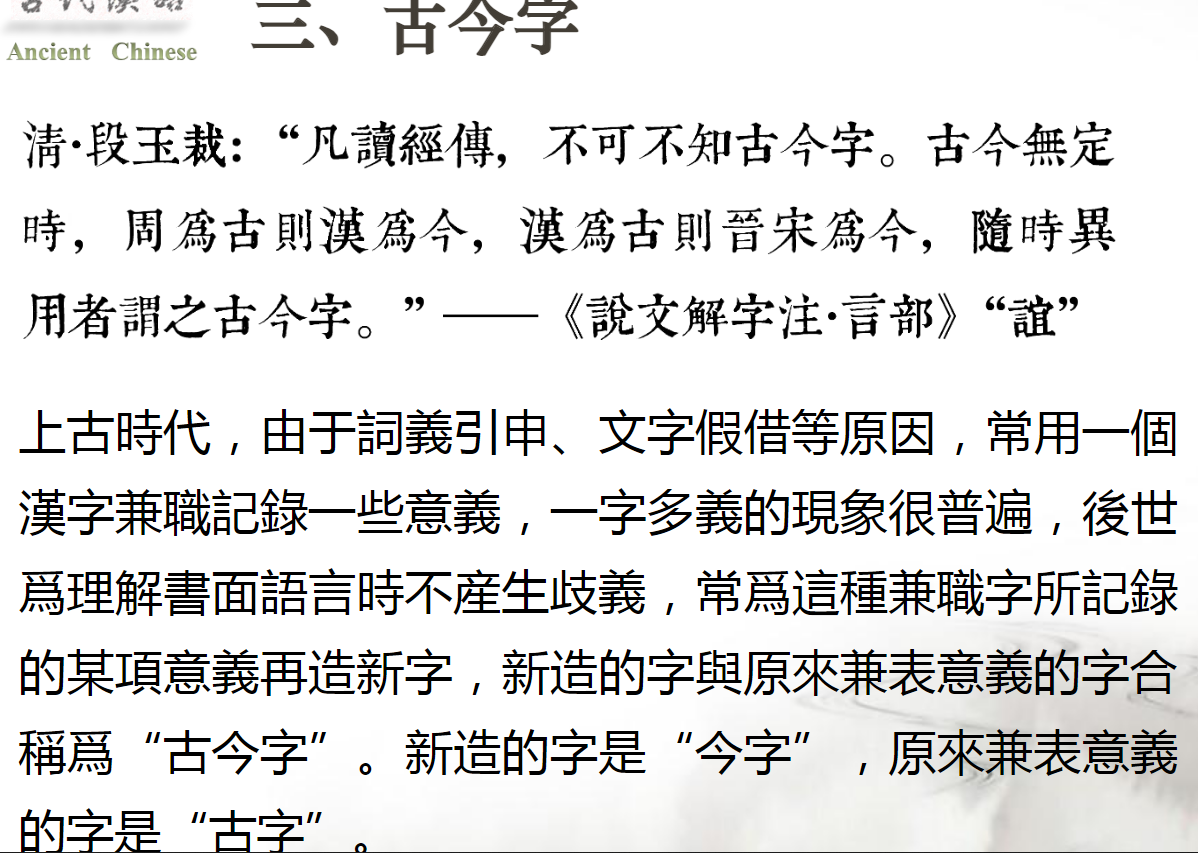 古代漢語
三、古今字
Ancient Chinese
清·段玉裁：“凡讀經傳，不可不知古今字。古今無定
時，周爲古則漢爲今，漢爲古則晉宋爲今，隨時異
用者謂之古今字。”——《說文解字注·言部》“誼”
上古時代，由于詞義引申、文字假借等原因，常用一個
漢字兼職記錄一些意義，一字多義的現象很普遍，後世
爲理解書面語言時不産生歧義，常爲這種兼職字所記錄
的某項意義再造新字，新造的字與原來兼表意義的字合
稱爲“古今字”。新造的字是“今字”，原來兼表意義
的字是“古字”。